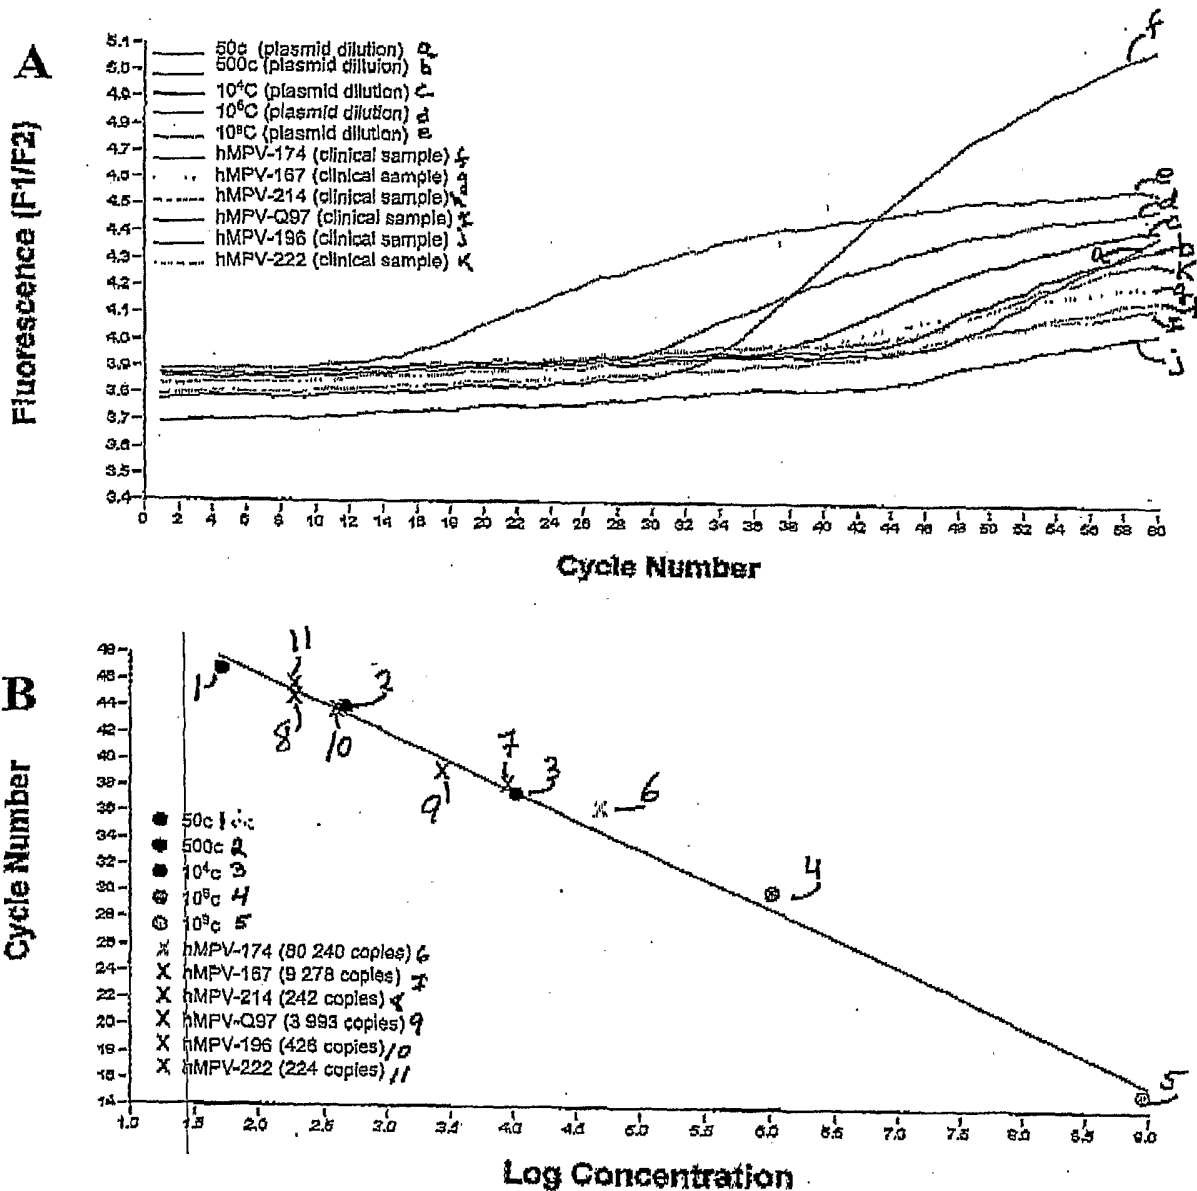 A
5.1
5.0
4.9
4.9
4.7
4.6
4.5
4.4
4.3
4.2
4.1
4.0
3.9
3.8
3.7
3.6
3.5
3.4
Fluorescence (F1/F2)
50c (plasmid dilution) a
500c (plasmid dilution) b
10⁴C (plasmid dilution) c
10⁶C (plasmid dilution) d
10⁹C (plasmid dilution) e
hMPV-174 (clinical sample) f
hMPV-167 (clinical sample)
hMPV-214 (clinical sample)
hMPV-Q97 (clinical sample)
hMPV-196 (clinical sample) j
hMPV-222 (clinical sample) K
f
a
j
0 2 4 6 8 10 12 14 16 18 20 22 24 26 28 30 32 34 36 38 40 42 44 46 48 50 52 54 56 58 60
Cycle Number
B
48
46
44
42
40
38
36
34
32
30
28
26
24
22
20
18
16
14
Cycle Number
11
1
2
8
10
7
3
9
6
4
5
50c 1
500c 2
10⁴c 3
10⁶c 4
10⁹c 5
hMPV-174 (80 240 copies) 6
hMPV-167 (9 278 copies) 7
hMPV-214 (242 copies) 8
hMPV-Q97 (3 993 copies) 9
hMPV-196 (426 copies) 10
hMPV-222 (224 copies) 11
1.0 1.5 2.0 2.5 3.0 3.5 4.0 4.5 5.0 5.5 6.0 6.5 7.0 7.5 8.0 8.5 9.0
Log Concentration